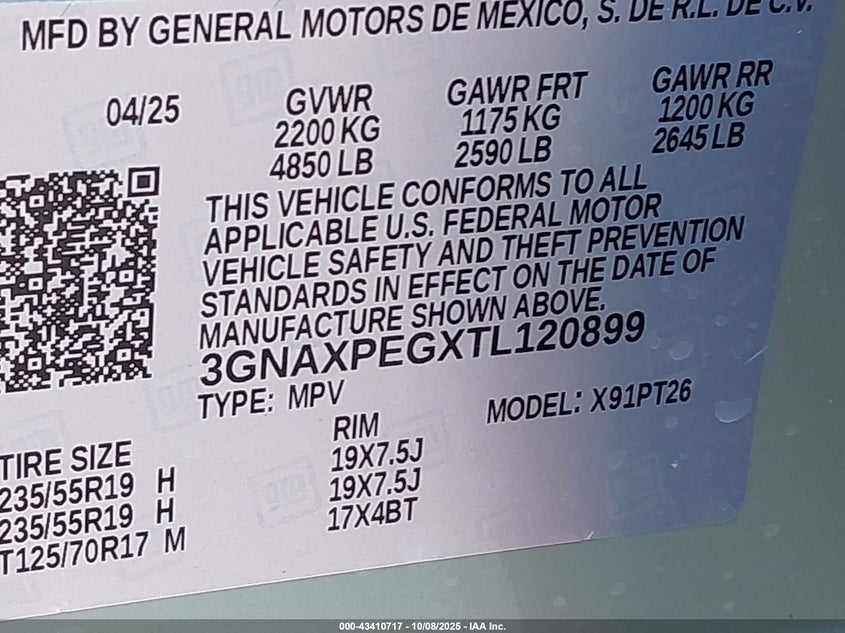 MFD BY GENERAL MOTORS DE MEXICO, S. DE R.L. DE C.V.
04/25 GVWR GAWR FRT GAWR RR
2200 KG 1175 KG 1200 KG
4850 LB 2590 LB 2645 LB
THIS VEHICLE CONFORMS TO ALL
APPLICABLE U.S. FEDERAL MOTOR
VEHICLE SAFETY AND THEFT PREVENTION
STANDARDS IN EFFECT ON THE DATE OF
MANUFACTURE SHOWN ABOVE.
3GNAXPEGXTL120899
TYPE: MPV MODEL: X91PT26
TIRE SIZE RIM
235/55R19 H 19X7.5J
235/55R19 H 19X7.5J
T125/70R17 M 17X4BT
gm
000-43410717 - 10/08/2025 - IAA Inc.